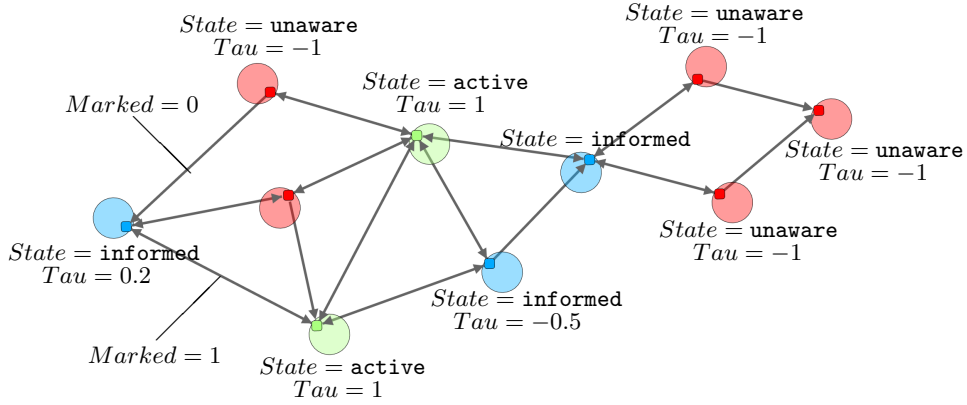 State = unaware
Tau = −1
State = unaware
Tau = −1
State = active
Tau = 1
Marked = 0
State = informed
State = unaware
Tau = −1
State = unaware
Tau = −1
State = informed
Tau = 0.2
State = informed
Tau = −0.5
Marked = 1
State = active
Tau = 1